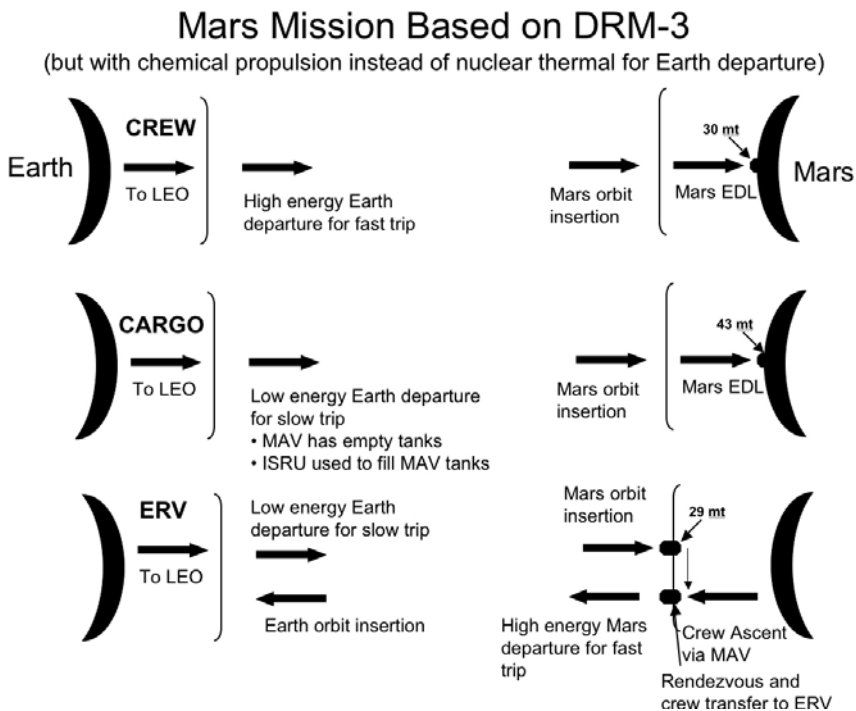 Mars Mission Based on DRM-3
(but with chemical propulsion instead of nuclear thermal for Earth departure)
Earth
CREW
To LEO
High energy Earth
departure for fast trip
Mars orbit
insertion
Mars EDL
30 mt
Mars
CARGO
To LEO
Low energy Earth departure
for slow trip
• MAV has empty tanks
• ISRU used to fill MAV tanks
Mars orbit
insertion
Mars EDL
43 mt
ERV
To LEO
Low energy Earth
departure for slow trip
Earth orbit insertion
Mars orbit
insertion
29 mt
High energy Mars
departure for fast
trip
Crew Ascent
via MAV
Rendezvous and
crew transfer to ERV